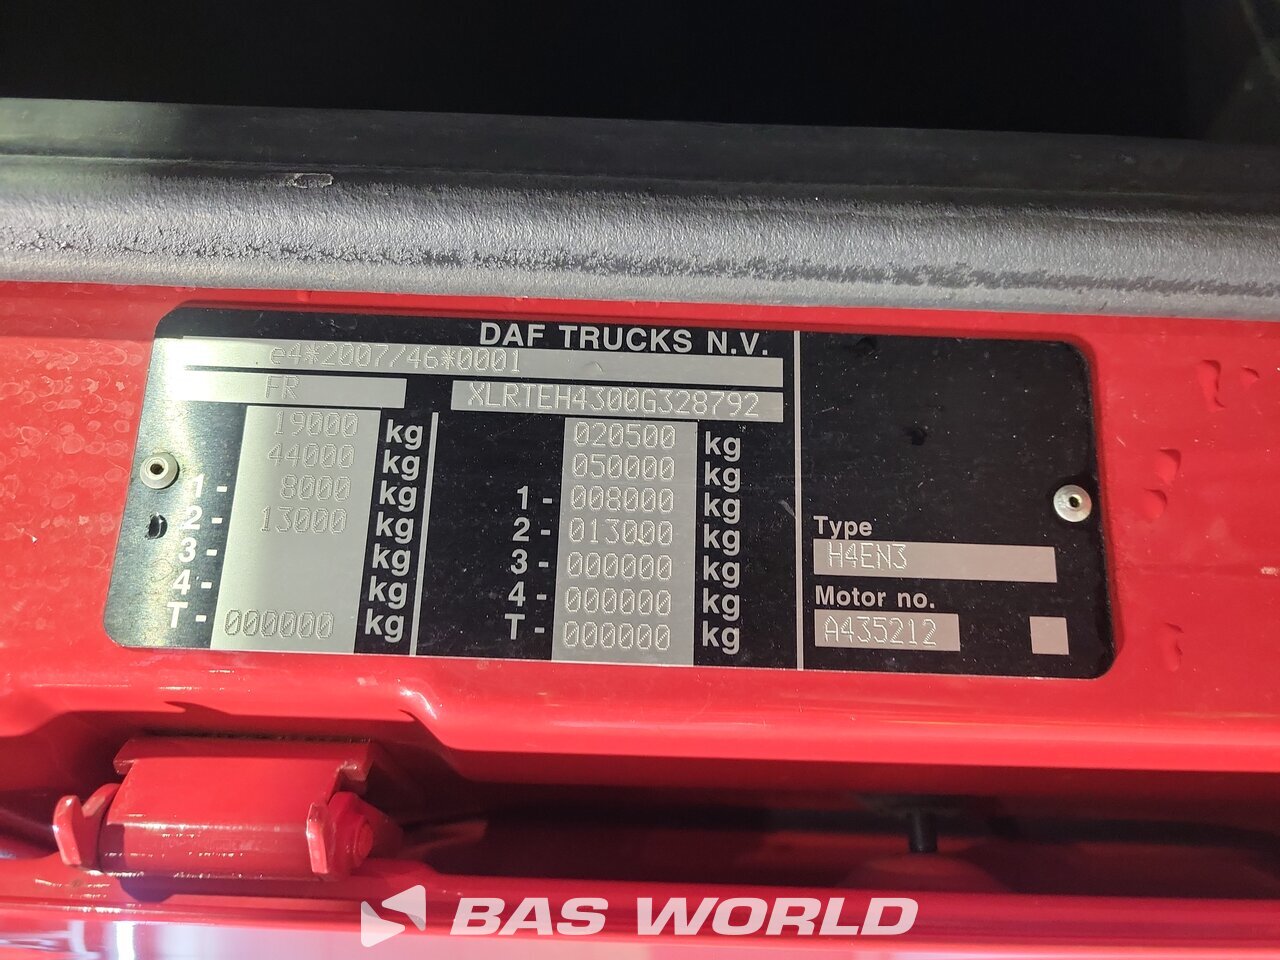 DAF TRUCKS N.V.
e4*2007/46*0001
FR XLRTEH4300G328792
19000 kg 020500 kg
44000 kg 050000 kg
1- 8000 kg 1- 008000 kg
2- 13000 kg 2- 013000 kg
3- kg 3- 000000 kg
4- kg 4- 000000 kg
T- 000000 kg T- 000000 kg
Type
H4EN3
Motor no.
A435212
BAS WORLD